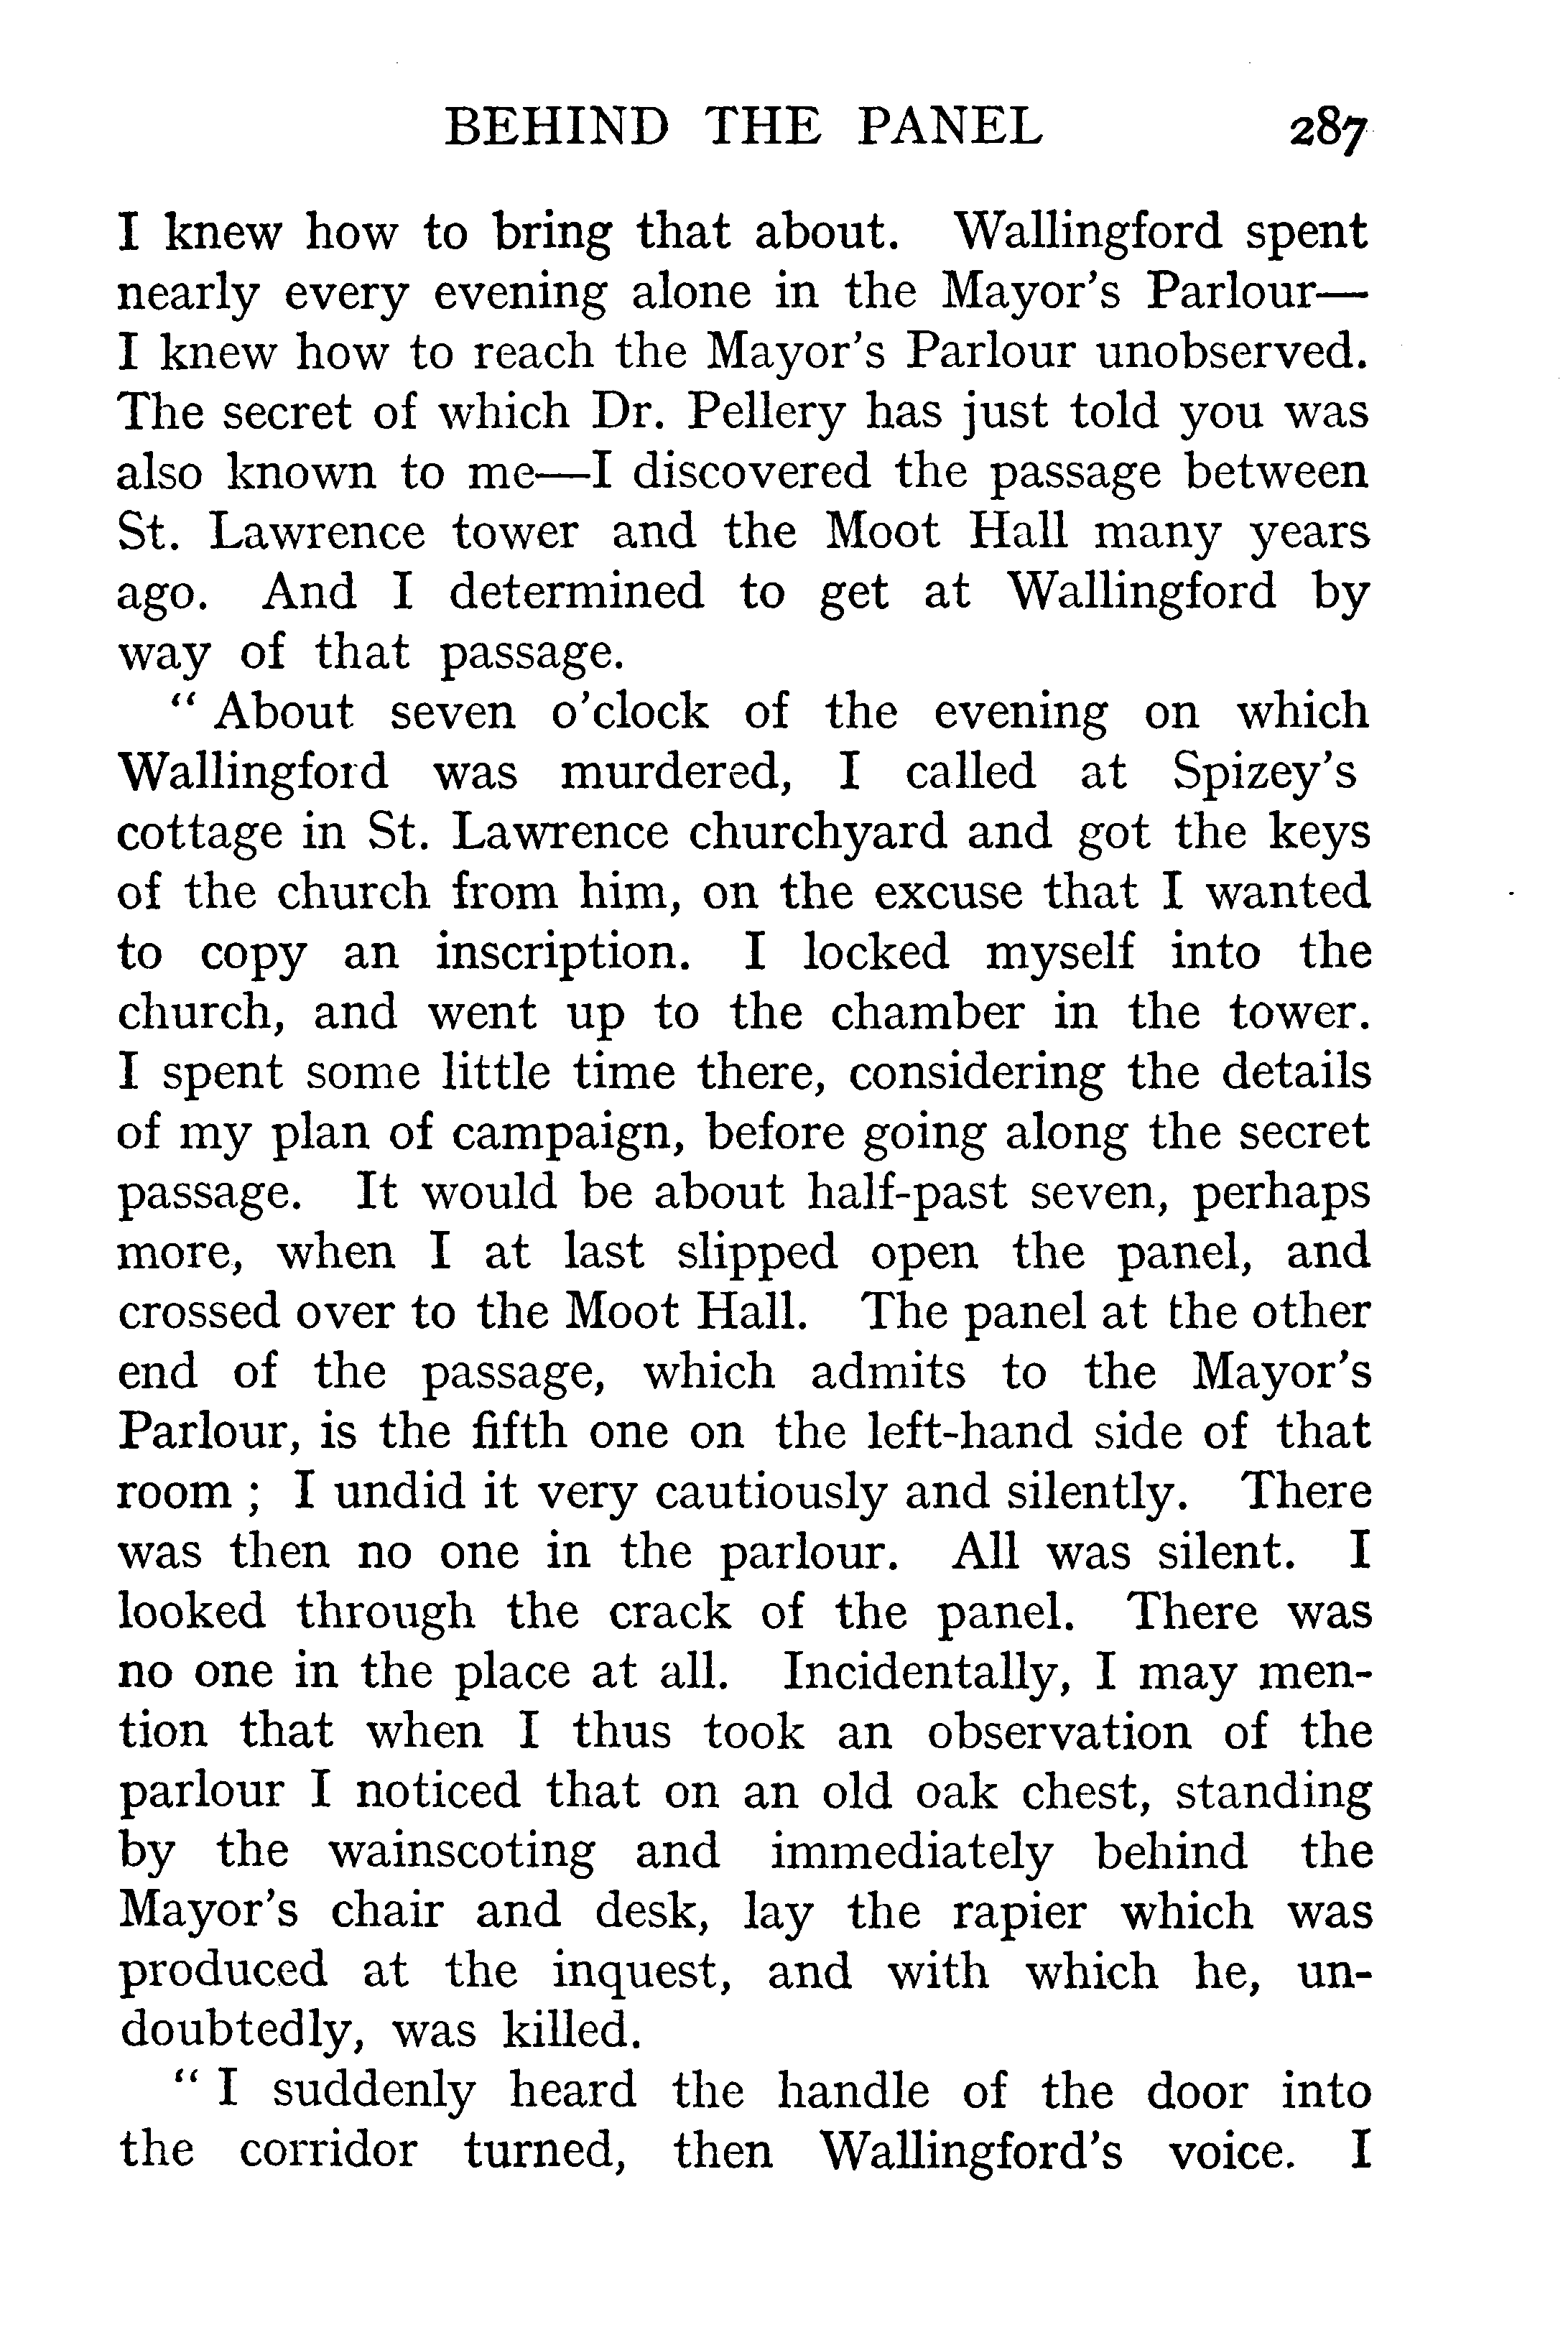 BEHIND THE PANEL 287
I knew how to bring that about. Wallingford spent
nearly every evening alone in the Mayor's Parlour—
I knew how to reach the Mayor's Parlour unobserved.
The secret of which Dr. Pellery has just told you was
also known to me—I discovered the passage between
St. Lawrence tower and the Moot Hall many years
ago. And I determined to get at Wallingford by
way of that passage.
“ About seven o'clock of the evening on which
Wallingford was murdered, I called at Spizey's
cottage in St. Lawrence churchyard and got the keys
of the church from him, on the excuse that I wanted
to copy an inscription. I locked myself into the
church, and went up to the chamber in the tower.
I spent some little time there, considering the details
of my plan of campaign, before going along the secret
passage. It would be about half-past seven, perhaps
more, when I at last slipped open the panel, and
crossed over to the Moot Hall. The panel at the other
end of the passage, which admits to the Mayor's
Parlour, is the fifth one on the left-hand side of that
room ; I undid it very cautiously and silently. There
was then no one in the parlour. All was silent. I
looked through the crack of the panel. There was
no one in the place at all. Incidentally, I may men-
tion that when I thus took an observation of the
parlour I noticed that on an old oak chest, standing
by the wainscoting and immediately behind the
Mayor's chair and desk, lay the rapier which was
produced at the inquest, and with which he, un-
doubtedly, was killed.
“ I suddenly heard the handle of the door into
the corridor turned, then Wallingford's voice. I